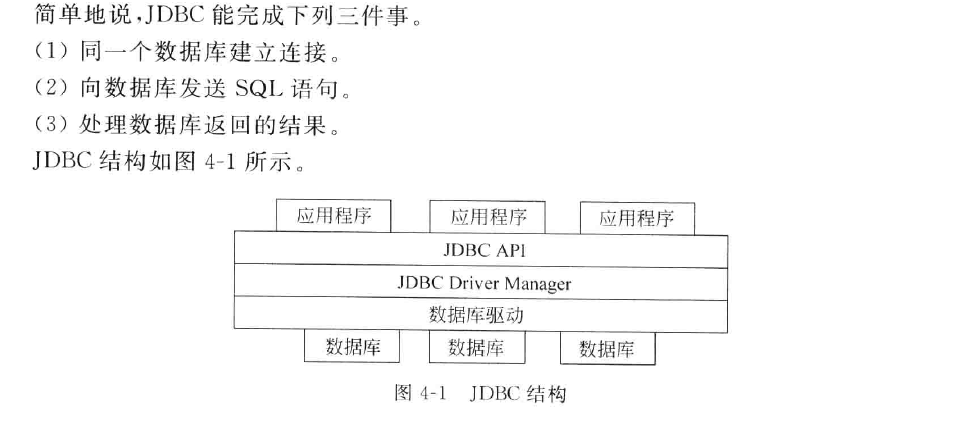 简单地说,JDBC 能完成下列三件事。
(1) 同一个数据库建立连接。
(2) 向数据库发送 SQL 语句。
(3) 处理数据库返回的结果。
JDBC 结构如图 4-1 所示。
应用程序 应用程序 应用程序
JDBC API
JDBC Driver Manager
数据库驱动
数据库 数据库 数据库
图 4-1 JDBC 结构